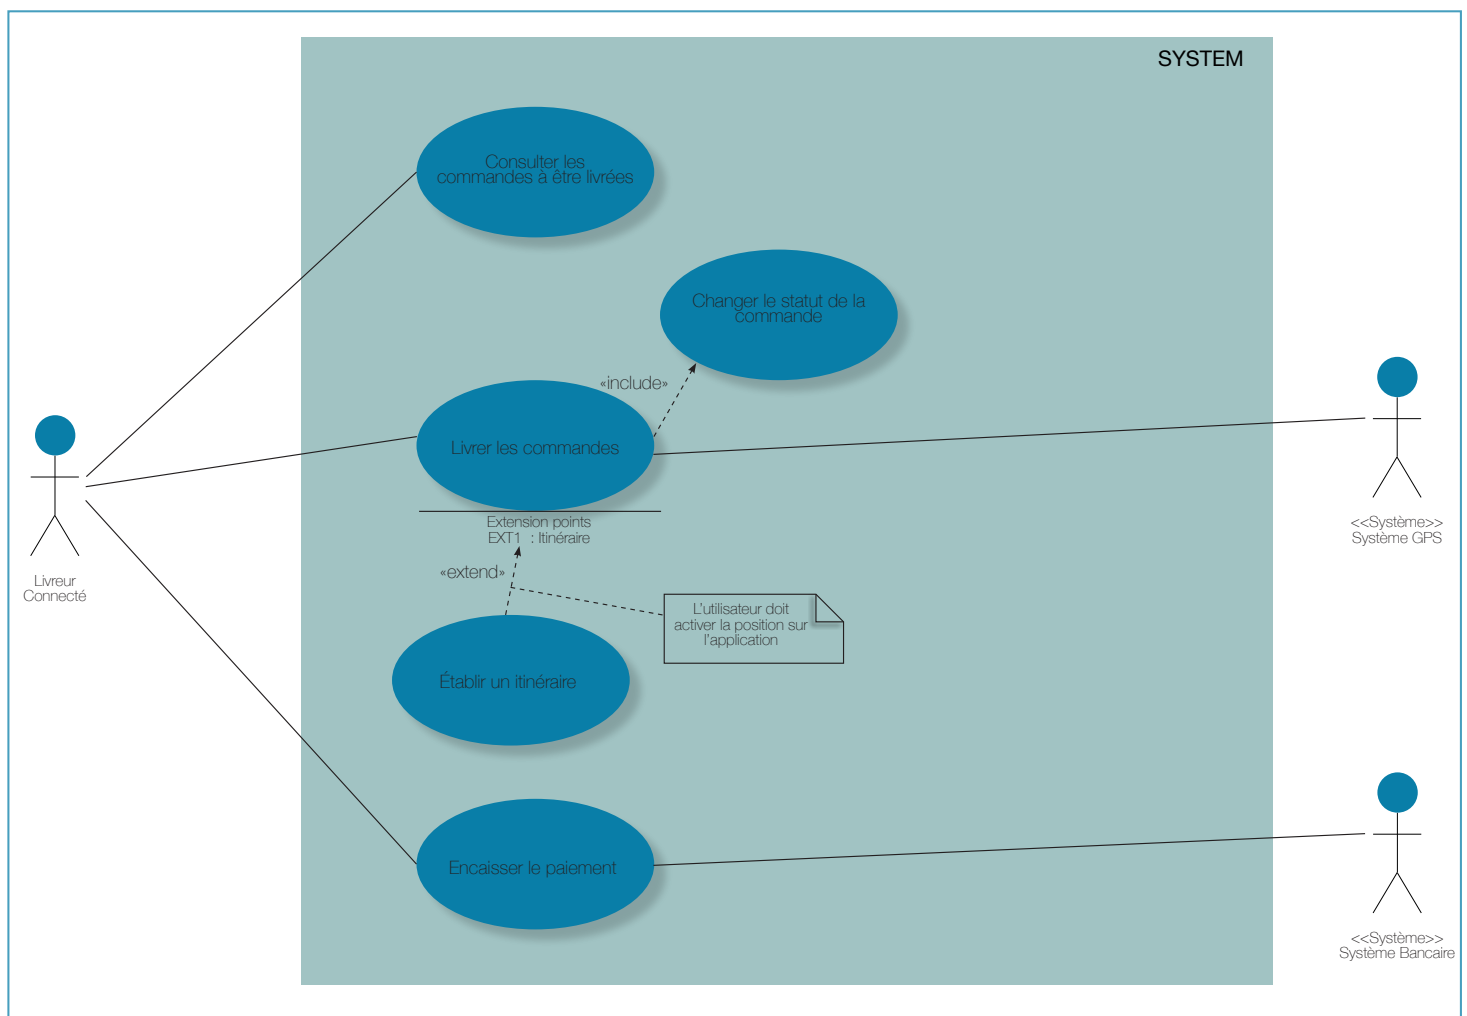 SYSTEM
Consulter les
commandes à être livrées
Changer le statut de la
commande
«include»
Livrer les commandes
Extension points
EXT1 : Itinéraire
«extend»
L'utilisateur doit
activer la position sur
l'application
Établir un itinéraire
Encaisser le paiement
Livreur
Connecté
<<Système>>
Système GPS
<<Système>>
Système Bancaire